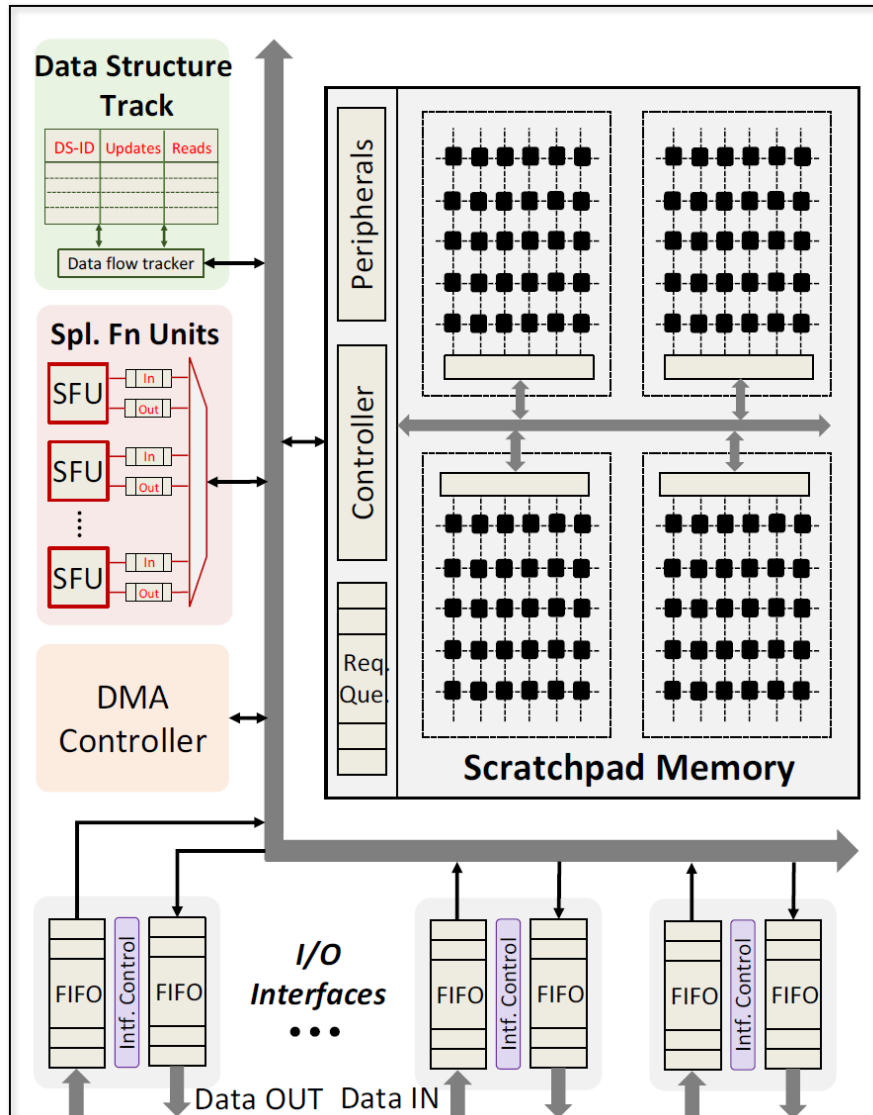 Data Structure
Track
DS-ID Updates Reads
Data flow tracker
Spl. Fn Units
SFU In
Out
SFU In
Out
SFU In
Out
DMA
Controller
Peripherals
Controller
Req.
Que.
Scratchpad Memory
FIFO
Intf. Control
FIFO
I/O
Interfaces
FIFO
Intf. Control
FIFO
FIFO
Intf. Control
FIFO
Data OUT Data IN